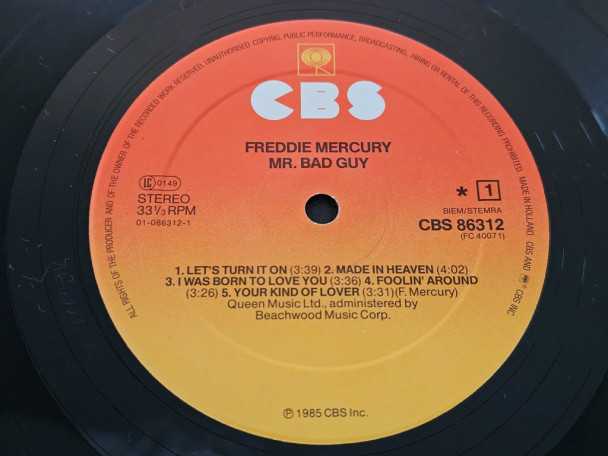 CBS
FREDDIE MERCURY
MR. BAD GUY
LC 0149
STEREO
33⅓ RPM
01-086312-1
* 1
BIEM/STEMRA
CBS 86312
(FC 40071)
1. LET'S TURN IT ON (3:39) 2. MADE IN HEAVEN (4:02)
3. I WAS BORN TO LOVE YOU (3:36) 4. FOOLIN' AROUND
(3:26) 5. YOUR KIND OF LOVER (3:31)(F. Mercury)
Queen Music Ltd., administered by
Beachwood Music Corp.
℗ 1985 CBS Inc.
ALL RIGHTS OF THE PRODUCER AND OF THE OWNER OF THE RECORDED WORK RESERVED. UNAUTHORISED COPYING, PUBLIC PERFORMANCE, BROADCASTING, HIRING OR RENTAL OF THIS RECORDING PROHIBITED. MADE IN HOLLAND. CBS AND CBS INC